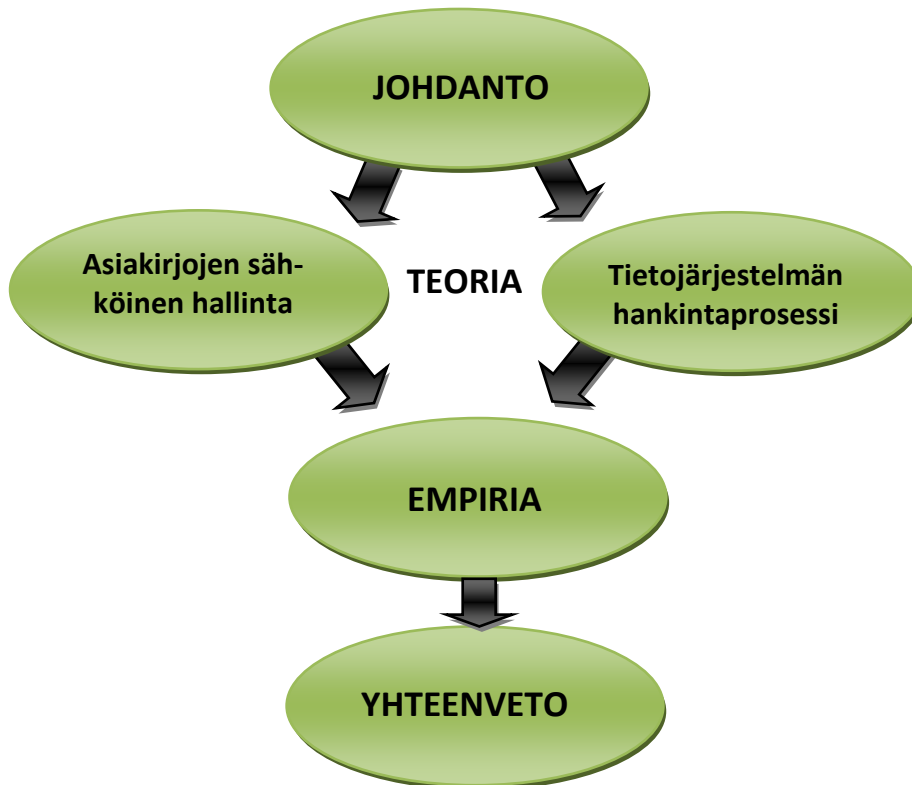 JOHDANTO
Asiakirjojen säh-
köinen hallinta
TEORIA
Tietojärjestelmän
hankintaprosessi
EMPIRIA
YHTEENVETO